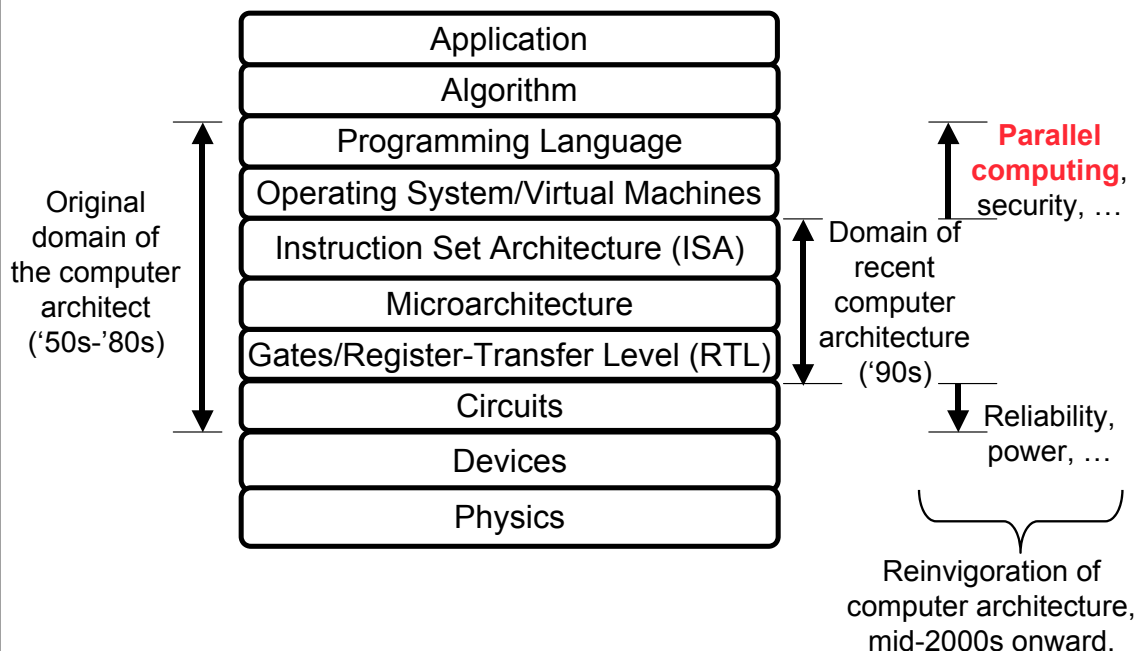 Application
Algorithm
Programming Language
Operating System/Virtual Machines
Instruction Set Architecture (ISA)
Microarchitecture
Gates/Register-Transfer Level (RTL)
Circuits
Devices
Physics
Original
domain of
the computer
architect
(‘50s-’80s)
Domain of
recent
computer
architecture
(‘90s)
Parallel
computing,
security, …
Reliability,
power, …
Reinvigoration of
computer architecture,
mid-2000s onward.